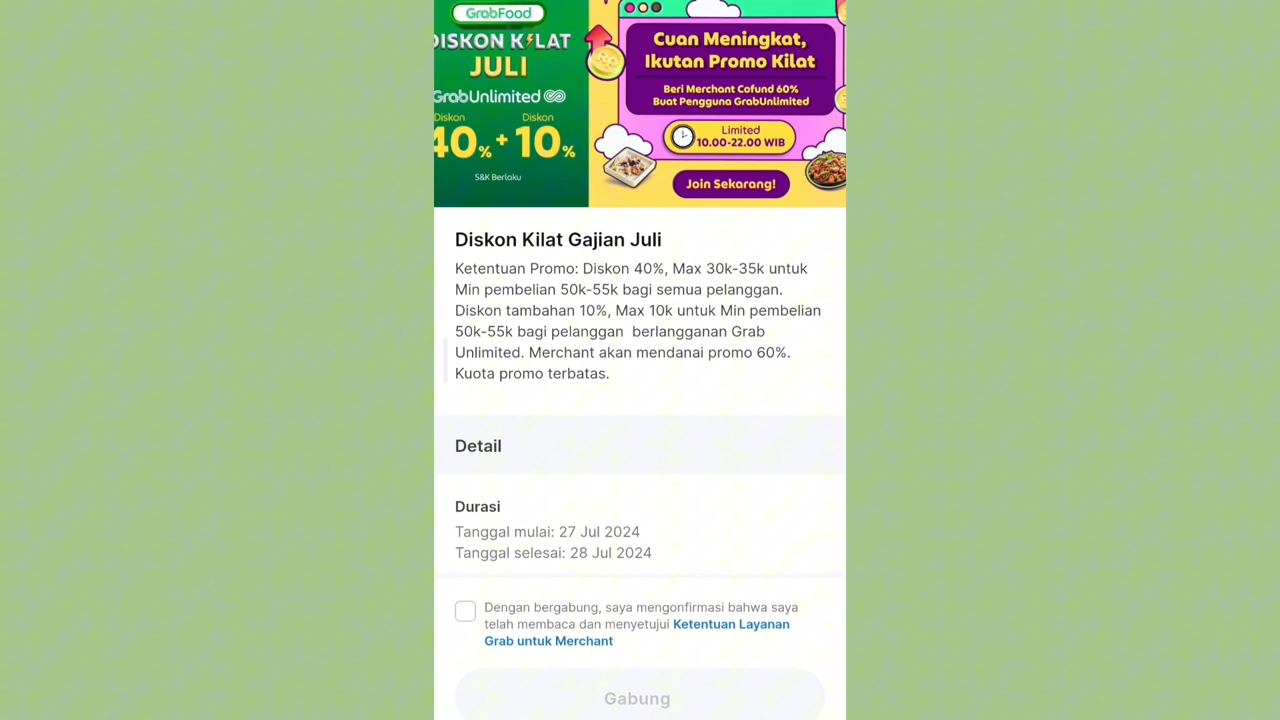 GrabFood
DISKON KILAT
JULI
GrabUnlimited
Diskon Diskon
40% + 10%
S&K Berlaku
Cuan Meningkat,
Ikutan Promo Kilat
Beri Merchant Cofund 60%
Buat Pengguna GrabUnlimited
Limited
10.00-22.00 WIB
Join Sekarang!
RP
Diskon Kilat Gajian Juli
Ketentuan Promo: Diskon 40%, Max 30k-35k untuk
Min pembelian 50k-55k bagi semua pelanggan.
Diskon tambahan 10%, Max 10k untuk Min pembelian
50k-55k bagi pelanggan berlangganan Grab
Unlimited. Merchant akan mendanai promo 60%.
Kuota promo terbatas.
Detail
Durasi
Tanggal mulai: 27 Jul 2024
Tanggal selesai: 28 Jul 2024
Dengan bergabung, saya mengonfirmasi bahwa saya
telah membaca dan menyetujui Ketentuan Layanan
Grab untuk Merchant
Gabung